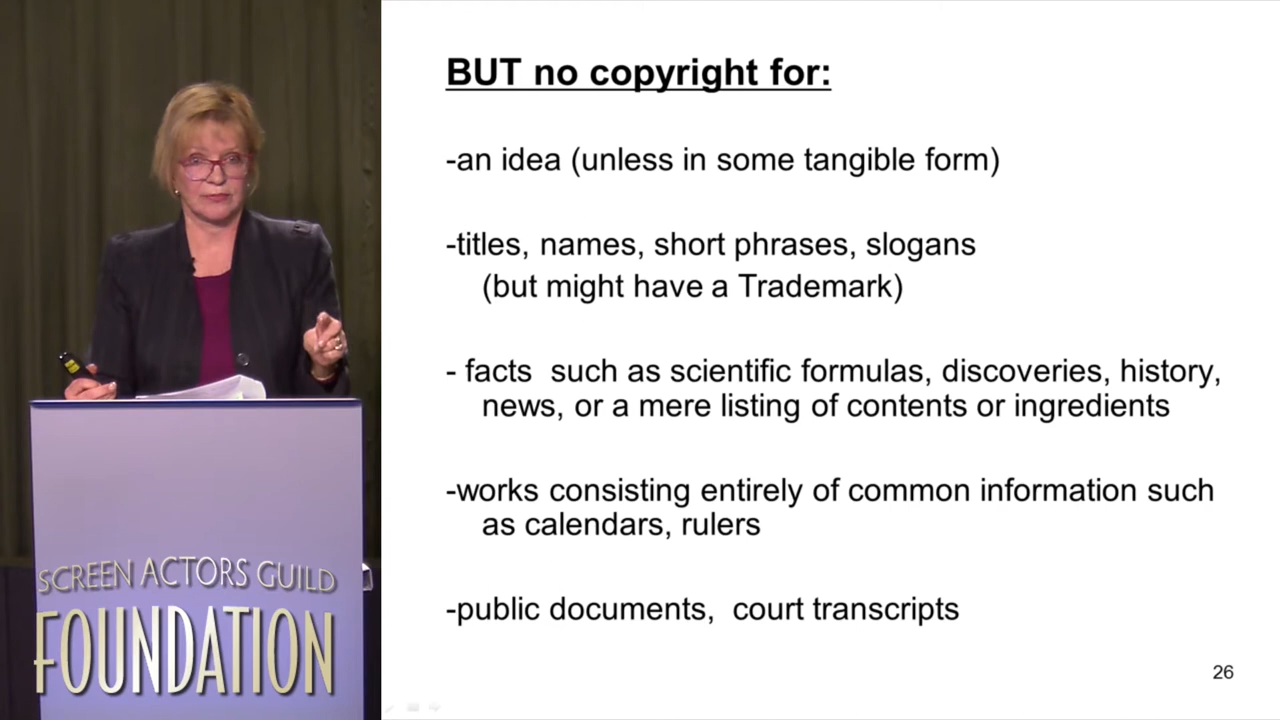 BUT no copyright for:
-an idea (unless in some tangible form)
-titles, names, short phrases, slogans
(but might have a Trademark)
- facts  such as scientific formulas, discoveries, history,
news, or a mere listing of contents or ingredients
-works consisting entirely of common information such
as calendars, rulers
-public documents,  court transcripts
26
SCREEN ACTORS GUILD
FOUNDATION